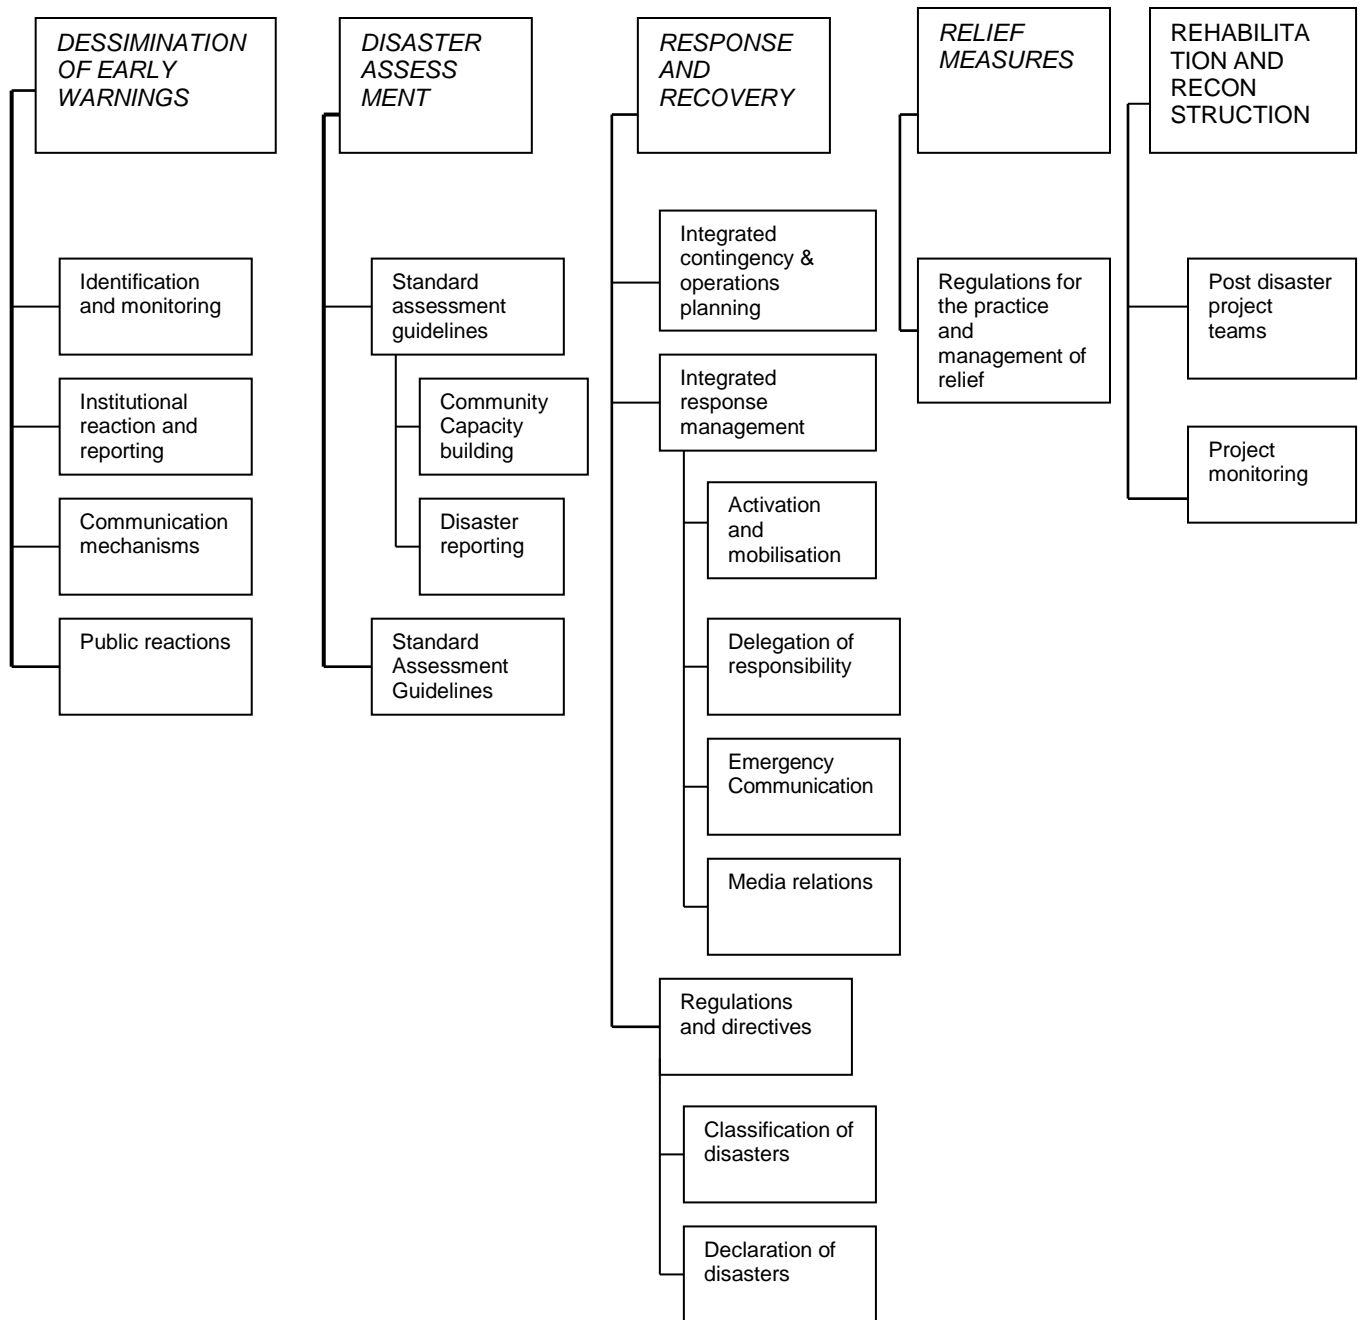 DESSIMINATION
OF EARLY
WARNINGS
Identification
and monitoring
Institutional
reaction and
reporting
Communication
mechanisms
Public reactions
DISASTER
ASSESS
MENT
Standard
assessment
guidelines
Community
Capacity
building
Disaster
reporting
Standard
Assessment
Guidelines
RESPONSE
AND
RECOVERY
Integrated
contingency &
operations
planning
Integrated
response
management
Activation
and
mobilisation
Delegation of
responsibility
Emergency
Communication
Media relations
Regulations
and directives
Classification of
disasters
Declaration of
disasters
RELIEF
MEASURES
Regulations for
the practice
and
management of
relief
REHABILITA
TION AND
RECON
STRUCTION
Post disaster
project
teams
Project
monitoring